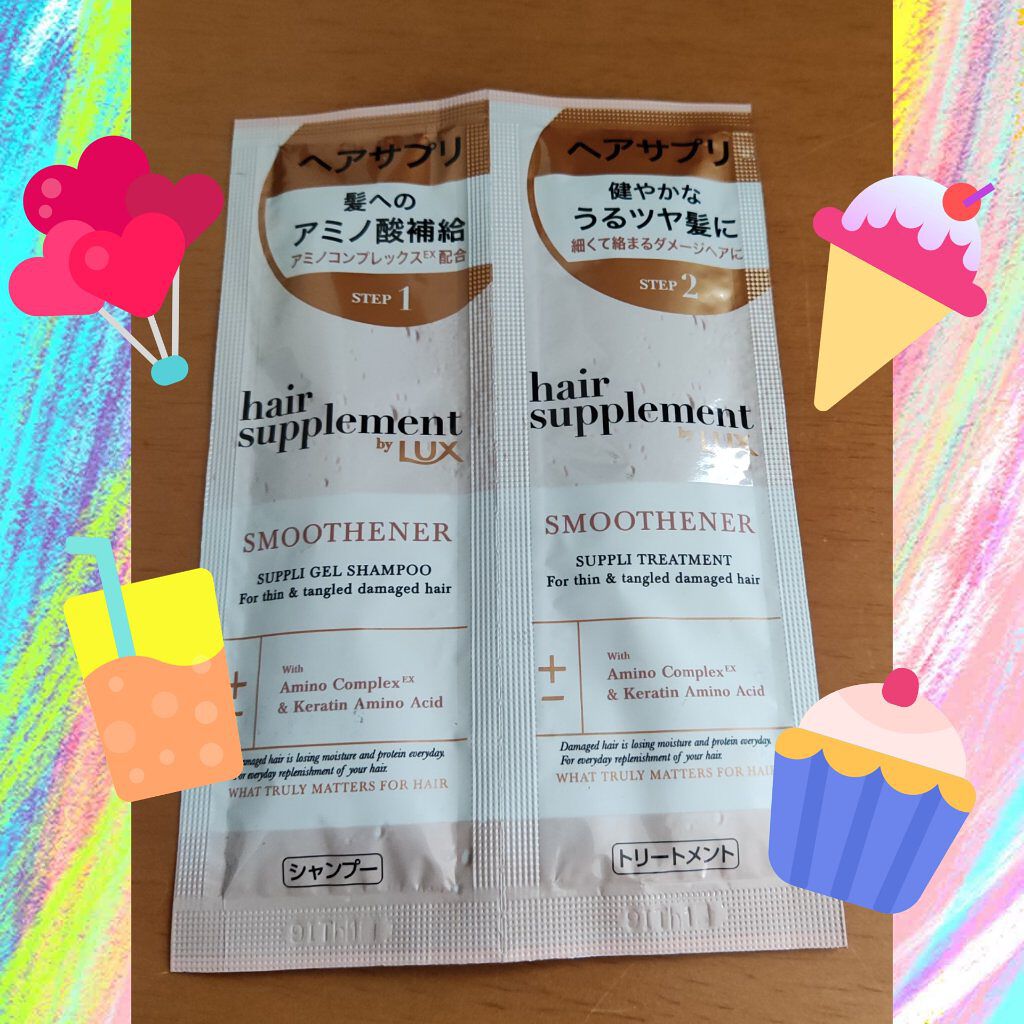 ヘアサプリ
髪への
アミノ酸補給
アミノコンプレックスEX配合
STEP 1
hair
supplement
by LUX
SMOOTHENER
SUPPLI GEL SHAMPOO
For thin & tangled damaged hair
With
Amino Complex EX
& Keratin Amino Acid
hair is losing moisture and protein everyday.
For everyday replenishment of your hair.
WHAT TRULY MATTERS FOR HAIR
シャンプー
ヘアサプリ
健やかな
うるツヤ髪に
細くて絡まるダメージヘアに
STEP 2
hair
supplement
by LUX
SMOOTHENER
SUPPLI TREATMENT
For thin & tangled damaged hair
With
Amino Complex EX
& Keratin Amino Acid
Damaged hair is losing moisture and protein everyday.
For everyday replenishment of your hair.
WHAT TRULY MATTERS FOR HAIR
トリートメント